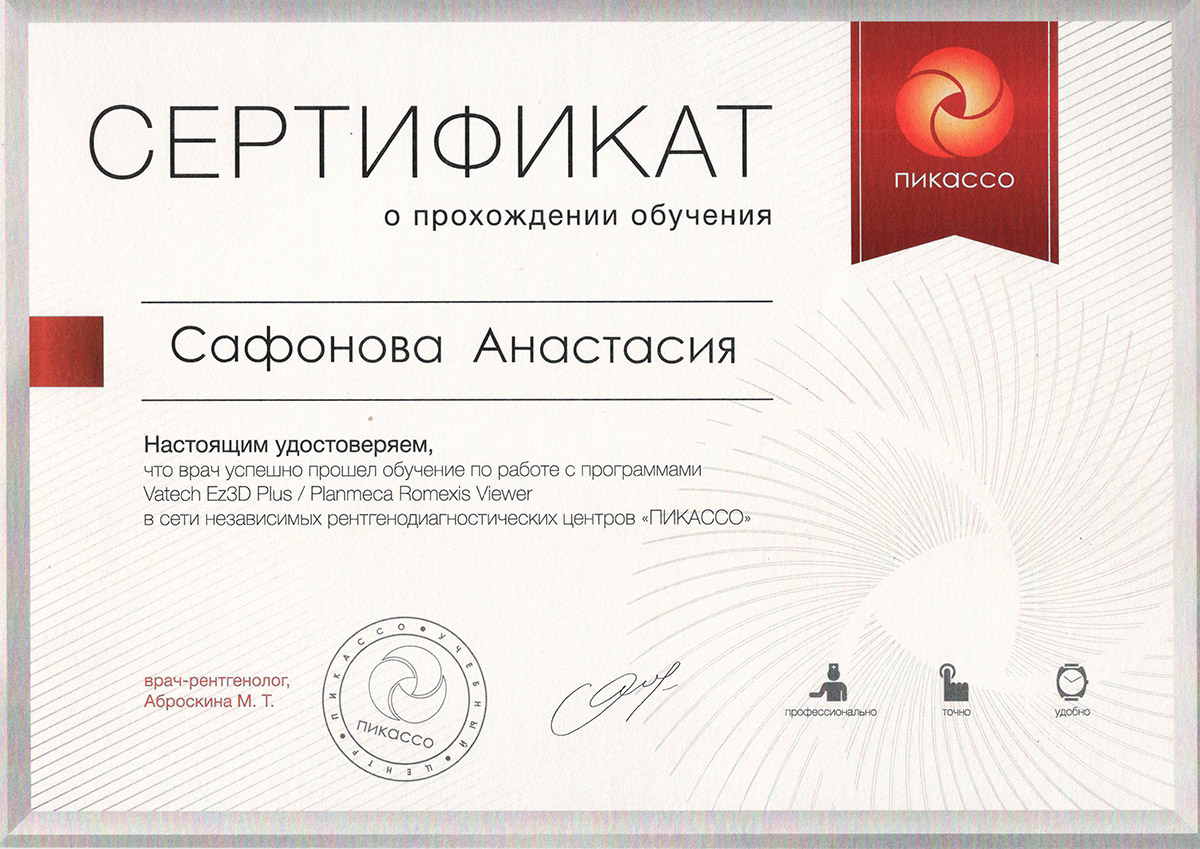 СЕРТИФИКАТ
о прохождении обучения
пикассо
Сафонова Анастасия
Настоящим удостоверяем,
что врач успешно прошел обучение по работе с программами
Vatech Ez3D Plus / Planmeca Romexis Viewer
в сети независимых рентгенодиагностических центров «ПИКАССО»
врач-рентгенолог,
Аброскина М. Т.
ПИКАССО • УЧЕБНЫЙ • ЦЕНТР •
пикассо
профессионально
точно
удобно